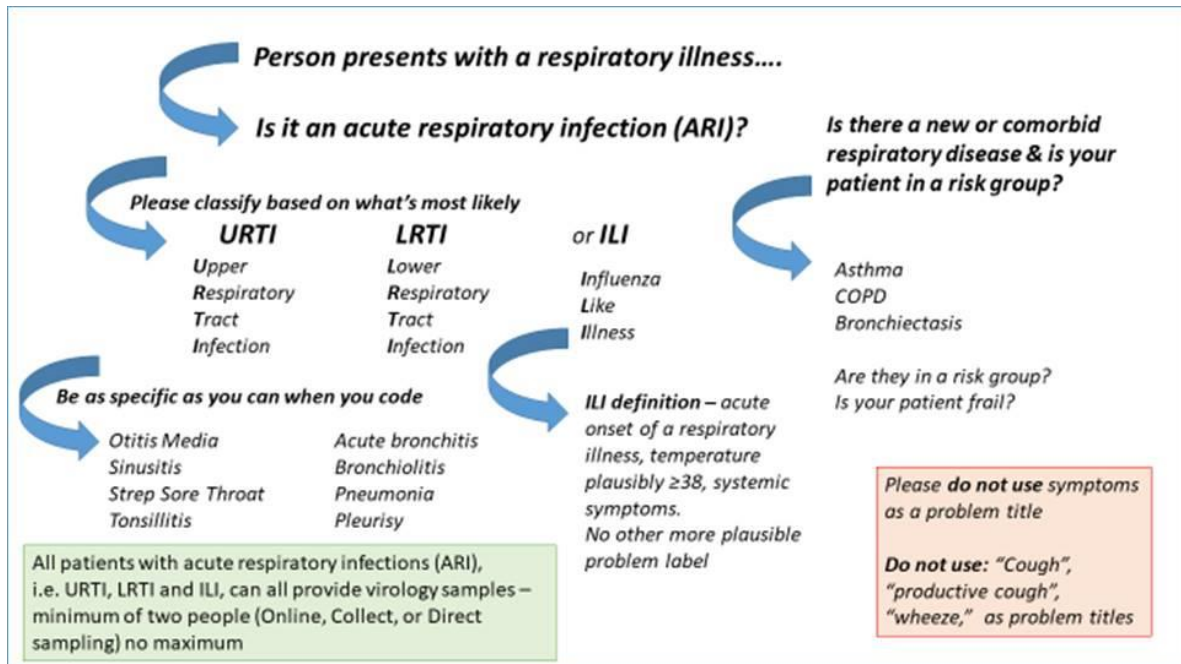 Person presents with a respiratory illness....
Is it an acute respiratory infection (ARI)?
Please classify based on what's most likely
URTI
Upper
Respiratory
Tract
Infection
LRTI
Lower
Respiratory
Tract
Infection
or ILI
Influenza
Like
Illness
Be as specific as you can when you code
Otitis Media
Sinusitis
Strep Sore Throat
Tonsillitis
Acute bronchitis
Bronchiolitis
Pneumonia
Pleurisy
ILI definition – acute
onset of a respiratory
illness, temperature
plausibly ≥38, systemic
symptoms.
No other more plausible
problem label
Is there a new or comorbid
respiratory disease & is your
patient in a risk group?
Asthma
COPD
Bronchiectasis
Are they in a risk group?
Is your patient frail?
All patients with acute respiratory infections (ARI),
i.e. URTI, LRTI and ILI, can all provide virology samples –
minimum of two people (Online, Collect, or Direct
sampling) no maximum
Please do not use symptoms
as a problem title
Do not use: "Cough",
"productive cough",
"wheeze," as problem titles